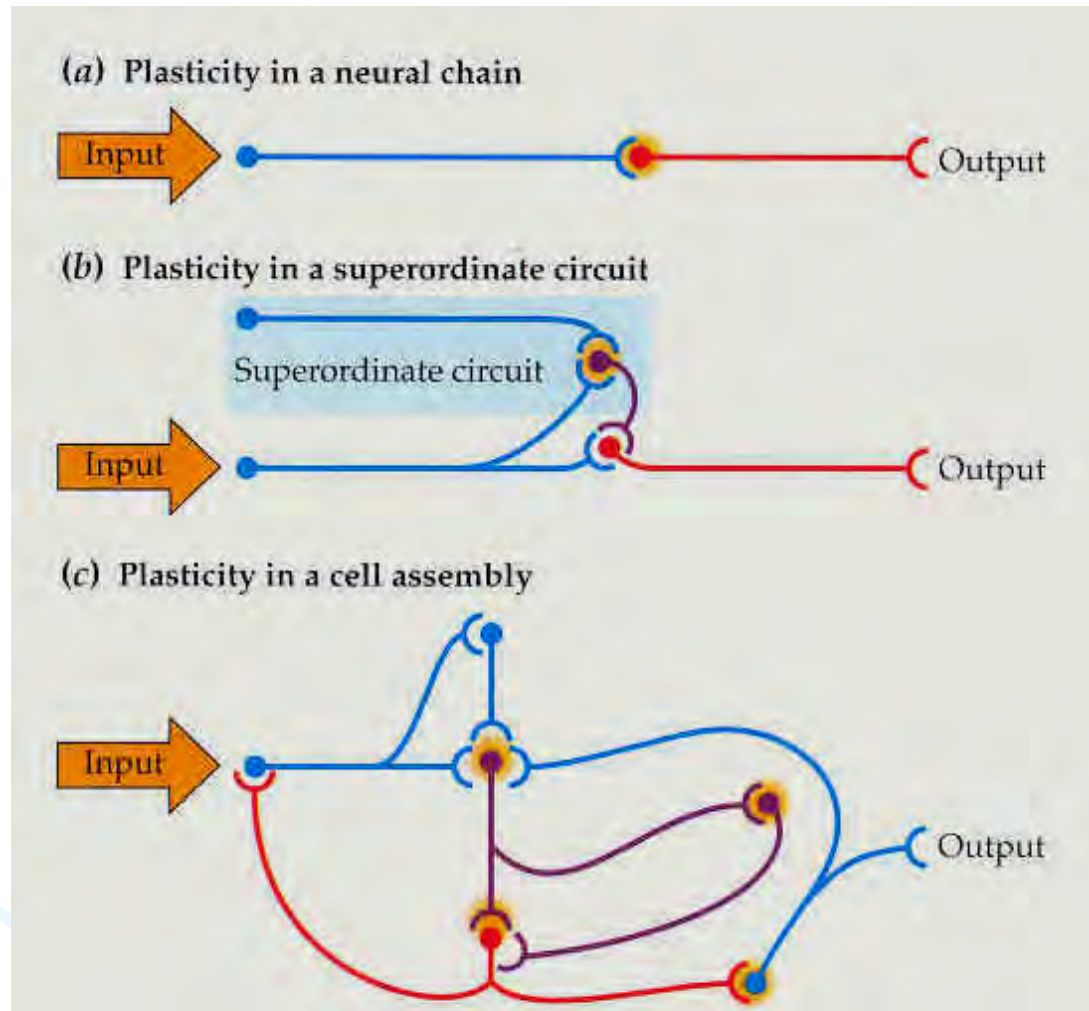 (a) Plasticity in a neural chain
Input
Output
(b) Plasticity in a superordinate circuit
Superordinate circuit
Input
Output
(c) Plasticity in a cell assembly
Input
Output